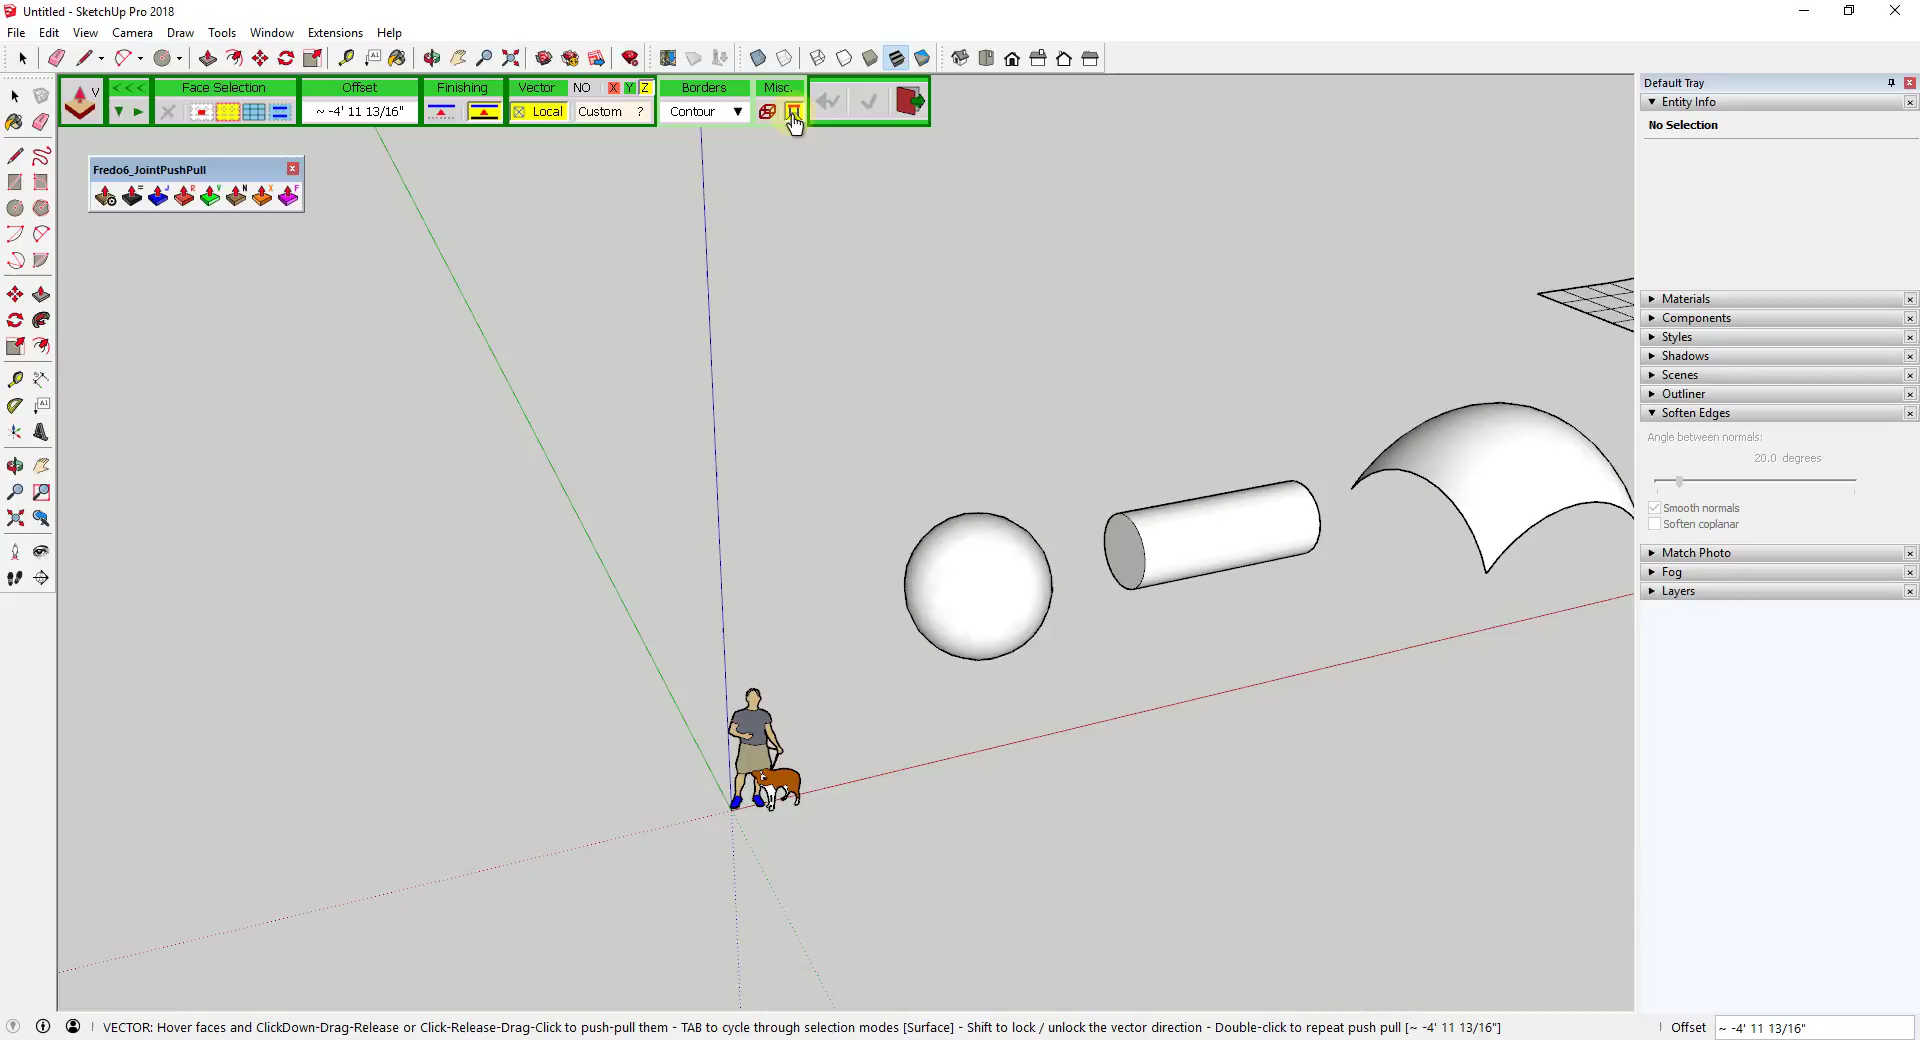 Untitled - SketchUp Pro 2018
File Edit View Camera Draw Tools Window Extensions Help
V <<< Face Selection Offset Finishing Vector NO X Y Z Borders Misc.
~ -4' 11 13/16" Local Custom ? Contour
Fredo6_JointPushPull
= J R V N X F
Default Tray
Entity Info
No Selection
Materials
Components
Styles
Shadows
Scenes
Outliner
Soften Edges
Angle between normals:
20.0 degrees
Smooth normals
Soften coplanar
Match Photo
Fog
Layers
VECTOR: Hover faces and ClickDown-Drag-Release or Click-Release-Drag-Click to push-pull them - TAB to cycle through selection modes [Surface] - Shift to lock / unlock the vector direction - Double-click to repeat push pull [~ -4' 11 13/16"]
Offset ~ -4' 11 13/16"